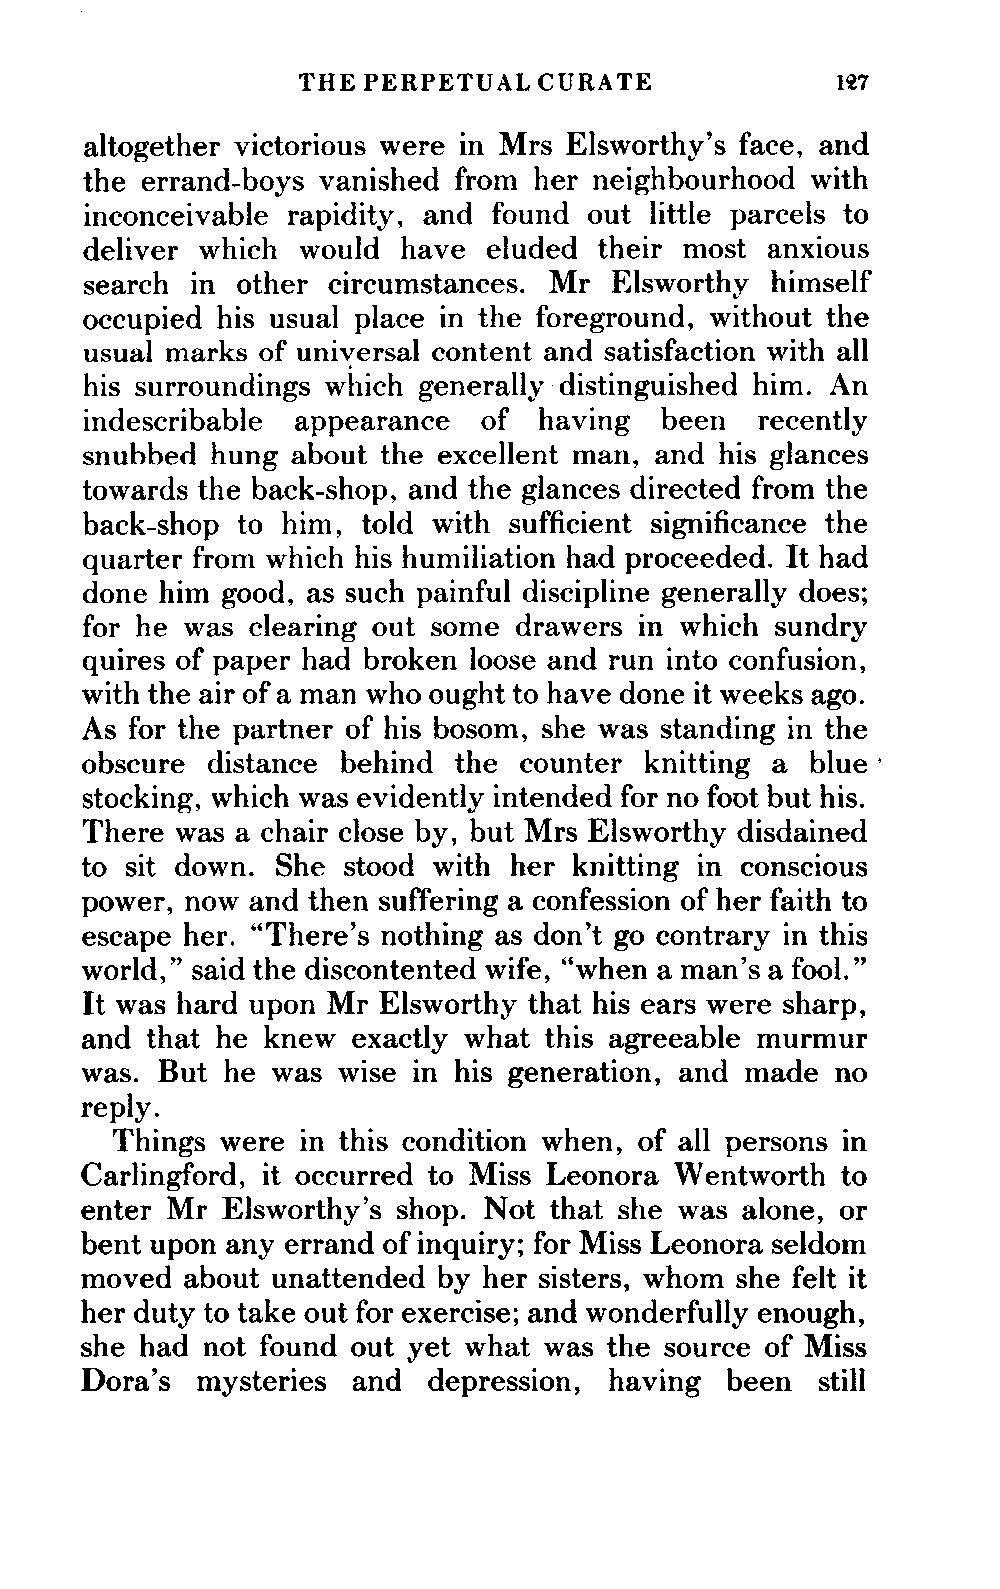 THE PERPETUAL CURATE 127
altogether victorious were in Mrs Elsworthy's face, and
the errand-boys vanished from her neighbourhood with
inconceivable rapidity, and found out little parcels to
deliver which would have eluded their most anxious
search in other circumstances. Mr Elsworthy himself
occupied his usual place in the foreground, without the
usual marks of universal content and satisfaction with all
his surroundings which generally distinguished him. An
indescribable appearance of having been recently
snubbed hung about the excellent man, and his glances
towards the back-shop, and the glances directed from the
back-shop to him, told with sufficient significance the
quarter from which his humiliation had proceeded. It had
done him good, as such painful discipline generally does;
for he was clearing out some drawers in which sundry
quires of paper had broken loose and run into confusion,
with the air of a man who ought to have done it weeks ago.
As for the partner of his bosom, she was standing in the
obscure distance behind the counter knitting a blue
stocking, which was evidently intended for no foot but his.
There was a chair close by, but Mrs Elsworthy disdained
to sit down. She stood with her knitting in conscious
power, now and then suffering a confession of her faith to
escape her. “There's nothing as don't go contrary in this
world,” said the discontented wife, “when a man's a fool.”
It was hard upon Mr Elsworthy that his ears were sharp,
and that he knew exactly what this agreeable murmur
was. But he was wise in his generation, and made no
reply.
Things were in this condition when, of all persons in
Carlingford, it occurred to Miss Leonora Wentworth to
enter Mr Elsworthy's shop. Not that she was alone, or
bent upon any errand of inquiry; for Miss Leonora seldom
moved about unattended by her sisters, whom she felt it
her duty to take out for exercise; and wonderfully enough,
she had not found out yet what was the source of Miss
Dora's mysteries and depression, having been still